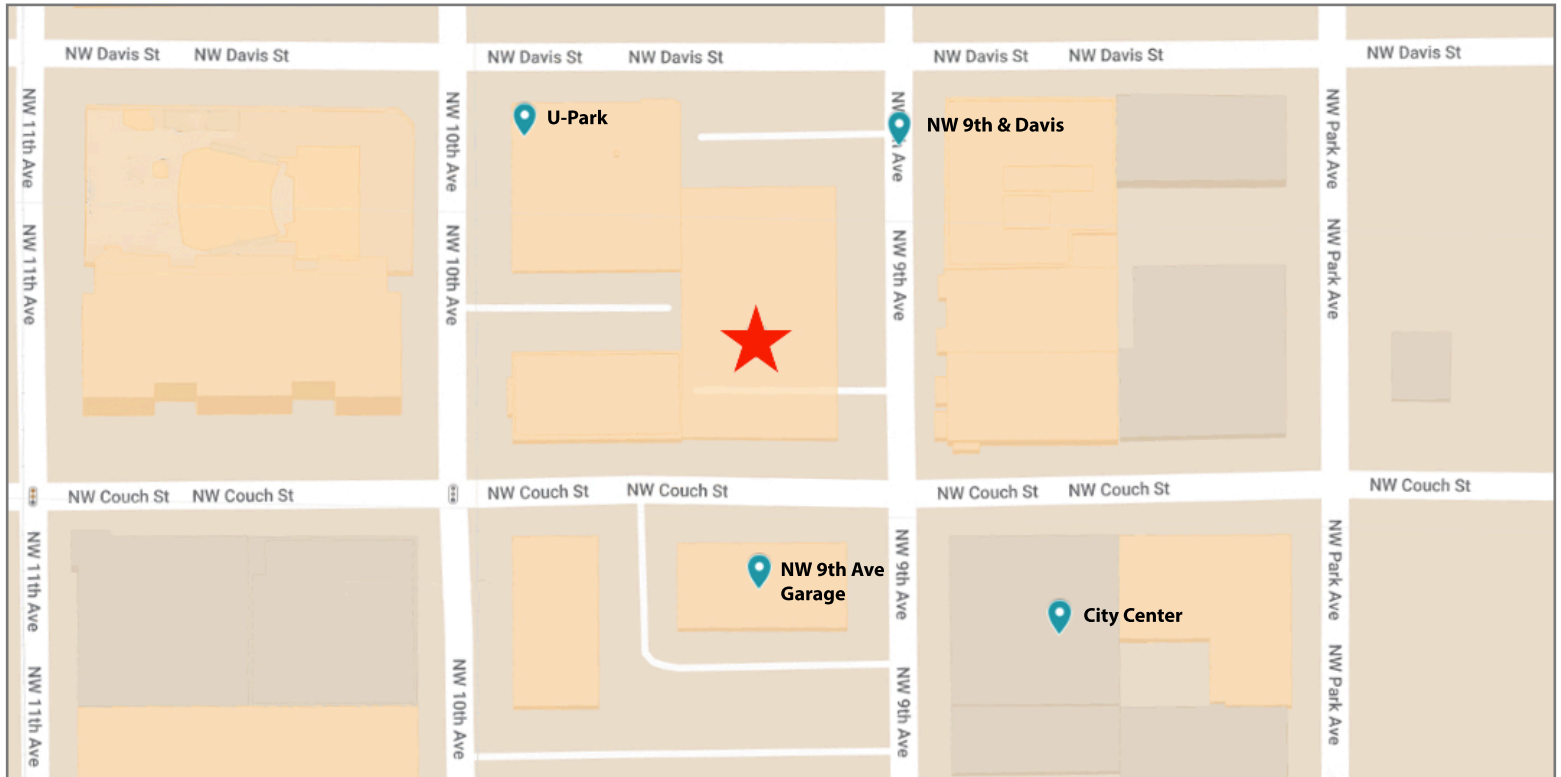 NW Davis St NW Davis St NW Davis St NW Davis St NW Davis St NW Davis St NW Davis St
NW 11th Ave
NW 10th Ave
U-Park
NW 9th & Davis
NW Park Ave
NW 11th Ave
NW 10th Ave
NW 9th Ave
NW Park Ave
NW Couch St NW Couch St NW Couch St NW Couch St NW Couch St NW Couch St NW Couch St
NW 11th Ave
NW 9th Ave
NW Park Ave
NW 9th Ave
Garage
City Center
NW 11th Ave
NW 10th Ave
NW 9th Ave
NW Park Ave